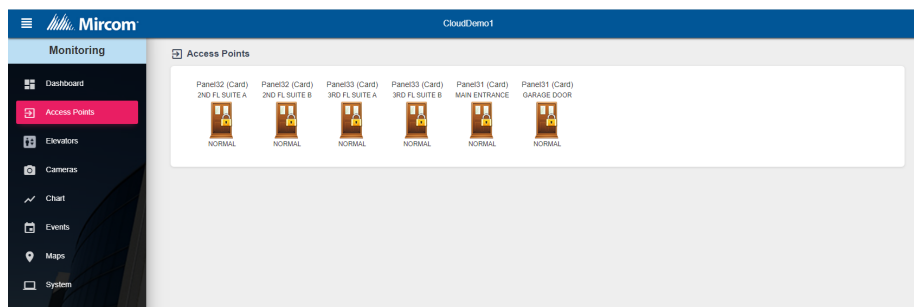 Mircom
CloudDemo1
Monitoring
Dashboard
Access Points
Elevators
Cameras
Chart
Events
Maps
System
Access Points
Panel32 (Card) Panel32 (Card) Panel33 (Card) Panel33 (Card) Panel31 (Card) Panel31 (Card)
2ND FL SUITE A 2ND FL SUITE B 3RD FL SUITE A 3RD FL SUITE B MAIN ENTRANCE GARAGE DOOR
NORMAL NORMAL NORMAL NORMAL NORMAL NORMAL